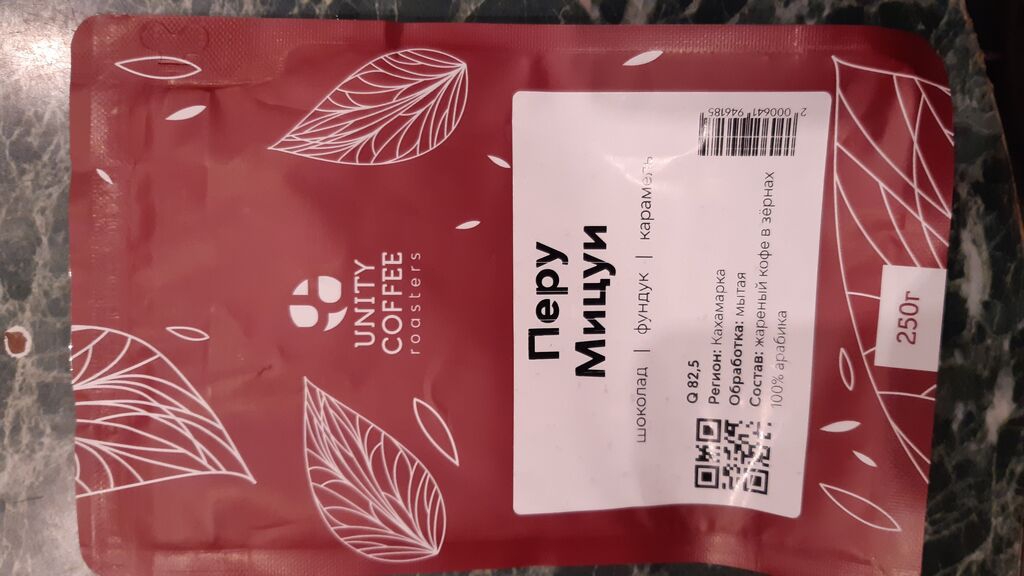 UNITY
COFFEE
roasters
Перу
Мицуи
шоколад | фундук | карамель
Q 82,5
Регион: Кахамарка
Обработка: мытая
Состав: жареный кофе в зёрнах
100% арабика
2 000641 946185
250г